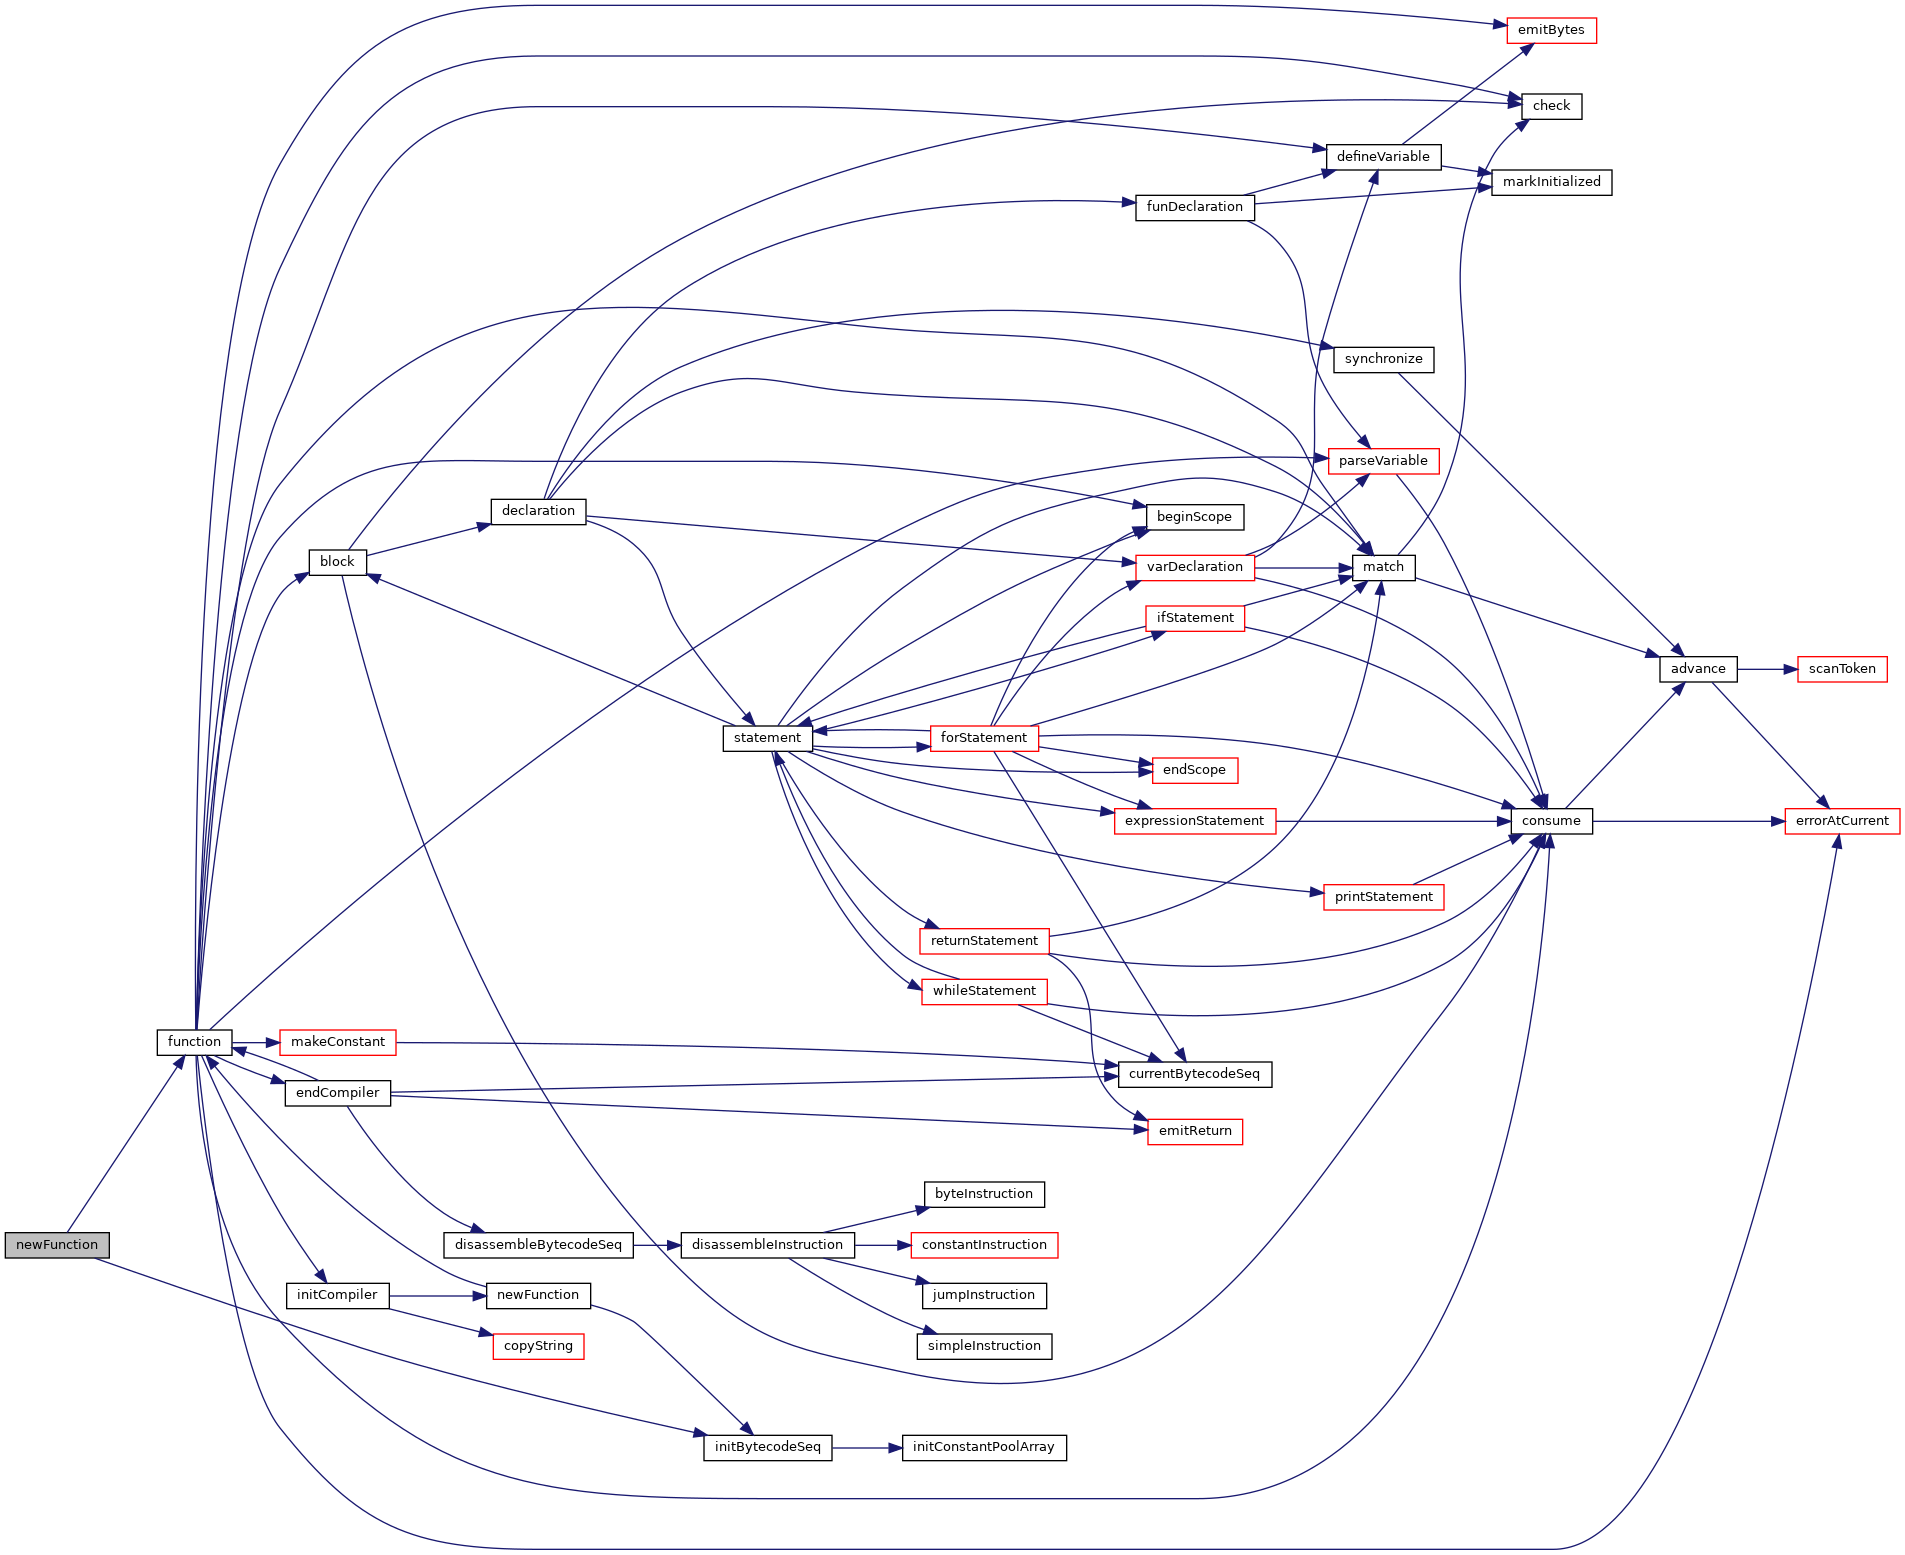 emitBytes
check
defineVariable
markInitialized
funDeclaration
synchronize
parseVariable
declaration
beginScope
block
varDeclaration
match
ifStatement
advance
scanToken
statement
forStatement
endScope
expressionStatement
consume
errorAtCurrent
printStatement
returnStatement
whileStatement
function
makeConstant
currentBytecodeSeq
endCompiler
emitReturn
byteInstruction
newFunction
disassembleBytecodeSeq
disassembleInstruction
constantInstruction
initCompiler
newFunction
jumpInstruction
copyString
simpleInstruction
initBytecodeSeq
initConstantPoolArray